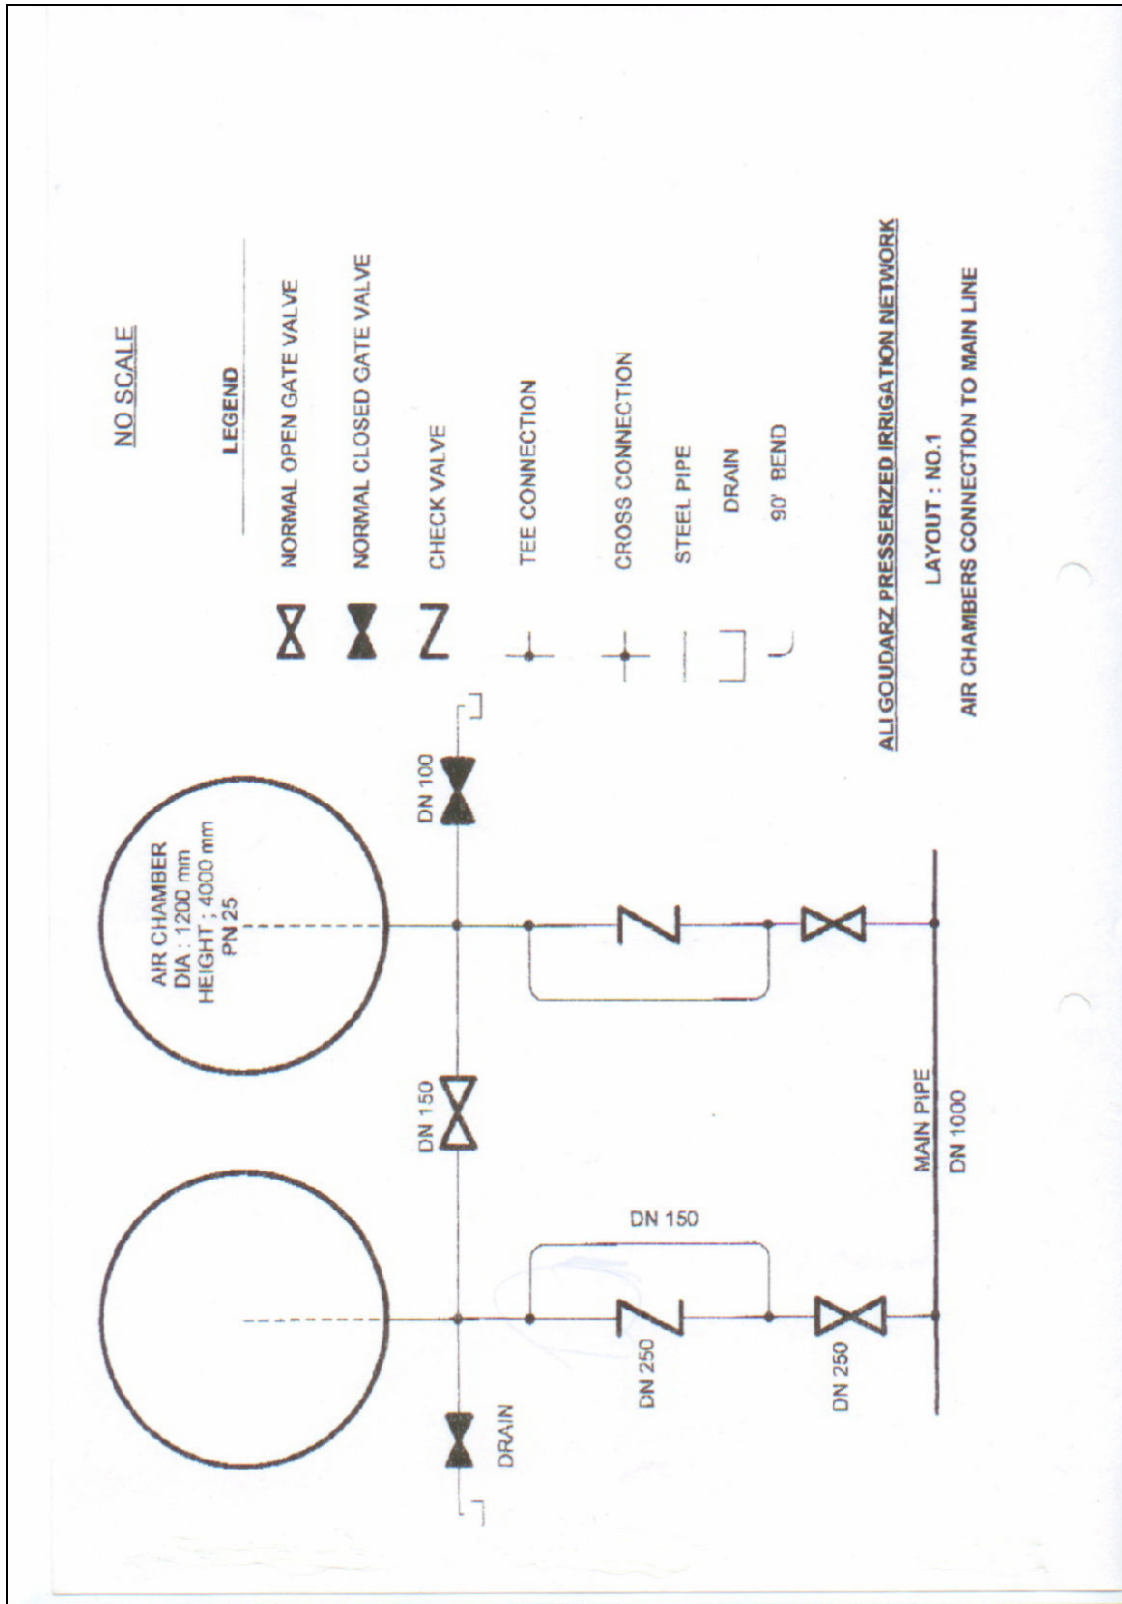 NO SCALE
LEGEND
NORMAL OPEN GATE VALVE
NORMAL CLOSED GATE VALVE
CHECK VALVE
TEE CONNECTION
CROSS CONNECTION
STEEL PIPE
DRAIN
90' BEND
AIR CHAMBER
DIA : 1200 mm
HEIGHT ; 4000 mm
PN 25
DN 100
DN 150
DN 150
DRAIN
DN 250
DN 250
MAIN PIPE
DN 1000
ALI GOUDARZ PRESSERIZED IRRIGATION NETWORK
LAYOUT : NO.1
AIR CHAMBERS CONNECTION TO MAIN LINE